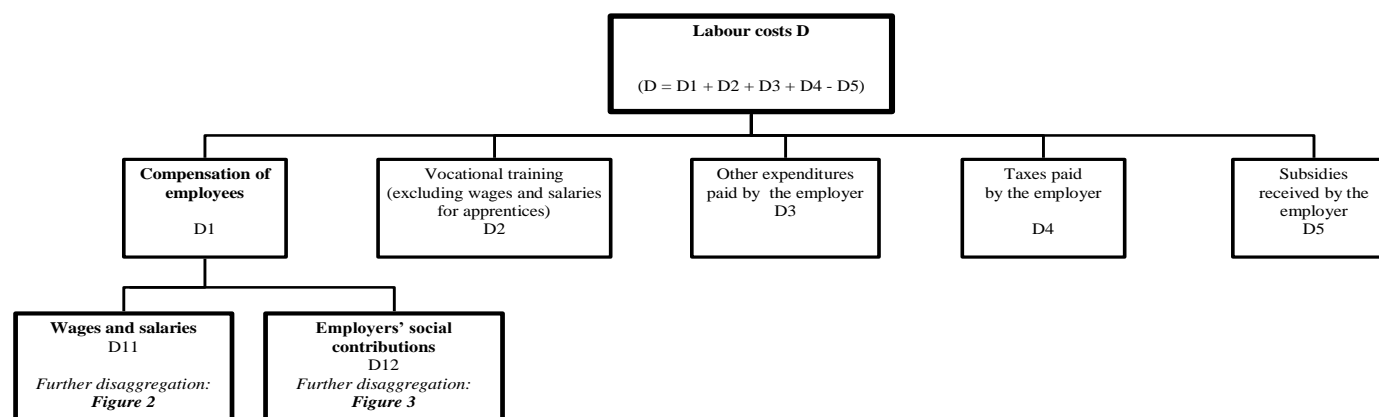 Labour costs D
(D = D1 + D2 + D3 + D4 - D5)
Compensation of
employees
D1
Vocational training
(excluding wages and salaries
for apprentices)
D2
Other expenditures
paid by the employer
D3
Taxes paid
by the employer
D4
Subsidies
received by the
employer
D5
Wages and salaries
D11
Further disaggregation:
Figure 2
Employers’ social
contributions
D12
Further disaggregation:
Figure 3